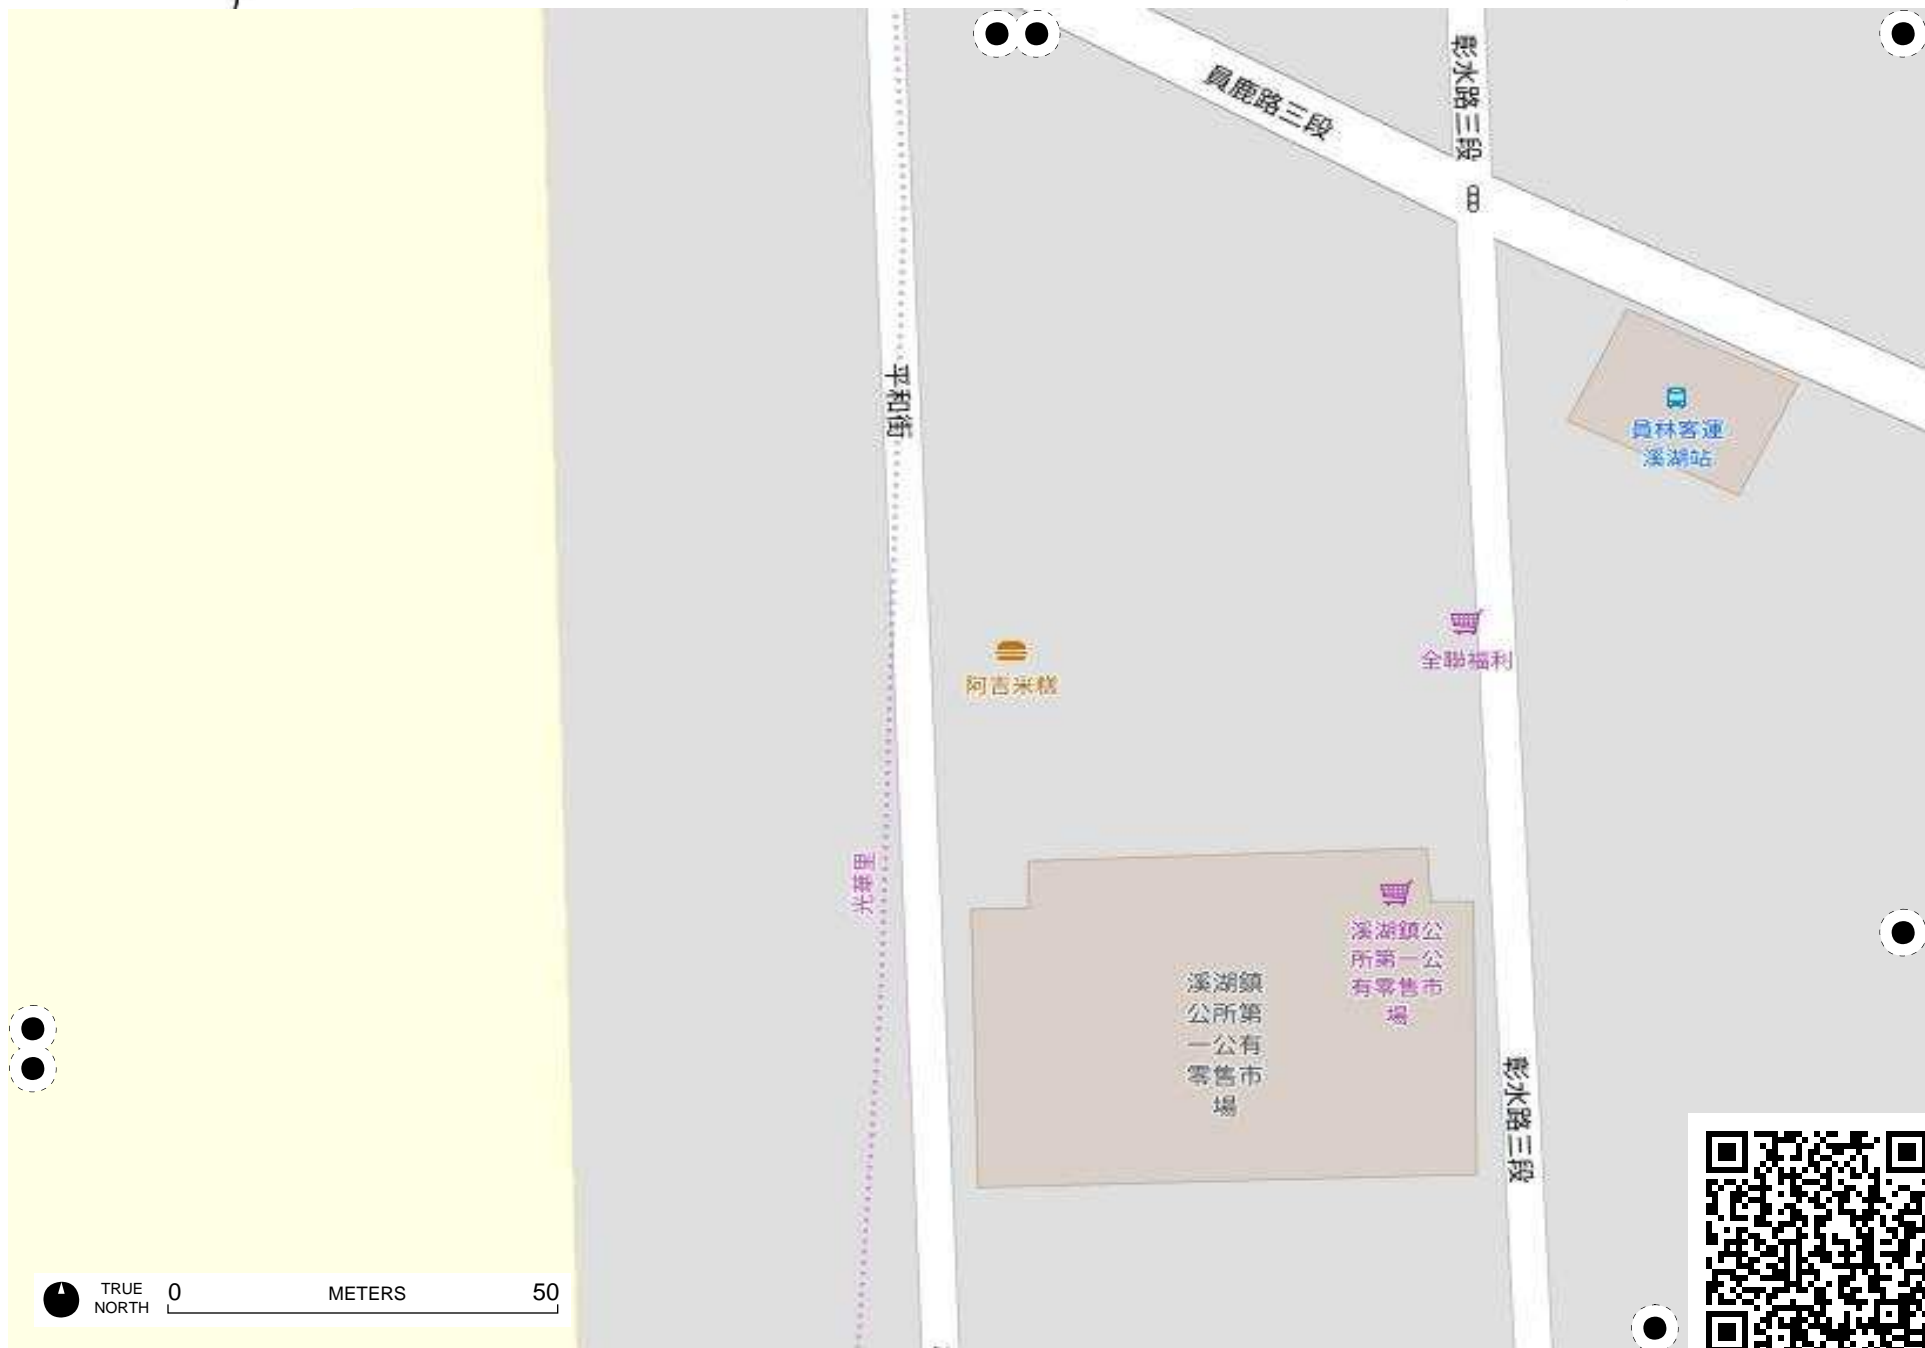 員鹿路三段
彰水路三段
平和街
員林客運
溪湖站
全聯福利
阿吉米糕
光華里
溪湖鎮公
所第一公
有零售市
場
溪湖鎮
公所第
一公有
零售市
場
彰水路三段
TRUE
NORTH
0 METERS 50